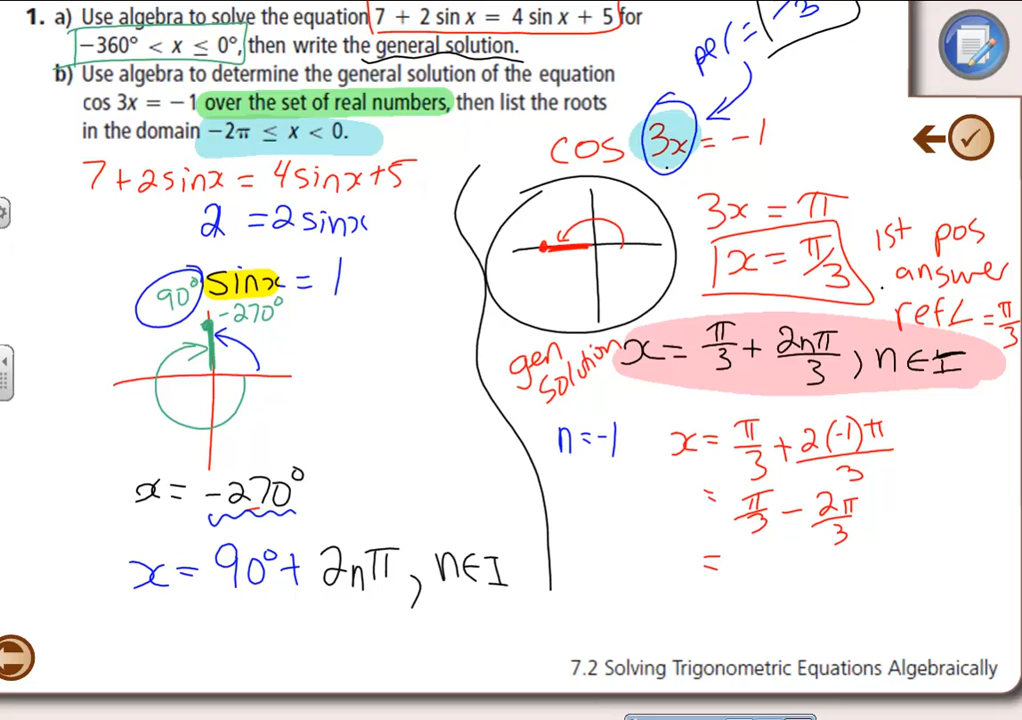 1. a) Use algebra to solve the equation 7 + 2 sin x = 4 sin x + 5 for
−360° < x ≤ 0°, then write the general solution.
b) Use algebra to determine the general solution of the equation
cos 3x = −1 over the set of real numbers, then list the roots
in the domain −2π ≤ x < 0.
7+2sinx = 4sinx+5
2 = 2sinx
90° sinx = 1
-270°
x = -270°
x = 90° + 2nπ, n∈I
per =
cos 3x = -1
3x = π
x = π/3
1st pos
answer
ref∠ = π/3
gen
solution
x = π/3 + 2nπ/3, n∈I
n=-1
x = π/3 + 2(-1)π/3
= π/3 - 2π/3
=
7.2 Solving Trigonometric Equations Algebraically